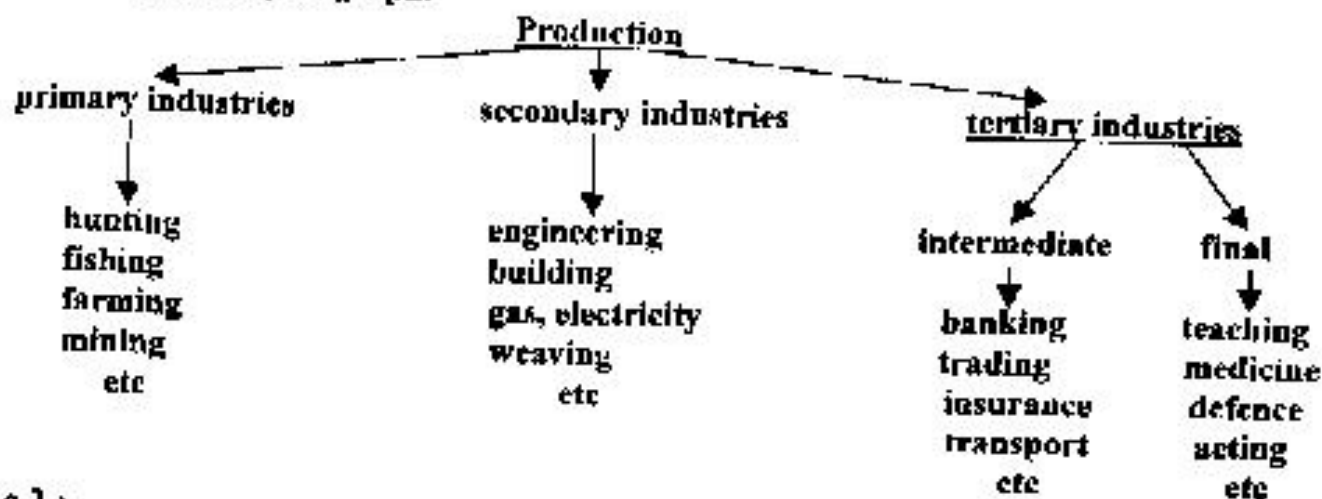 Production
primary industries
secondary industries
tertiary industries
hunting
fishing
farming
mining
etc
engineering
building
gas, electricity
weaving
etc
intermediate
banking
trading
insurance
transport
etc
final
teaching
medicine
defence
acting
etc